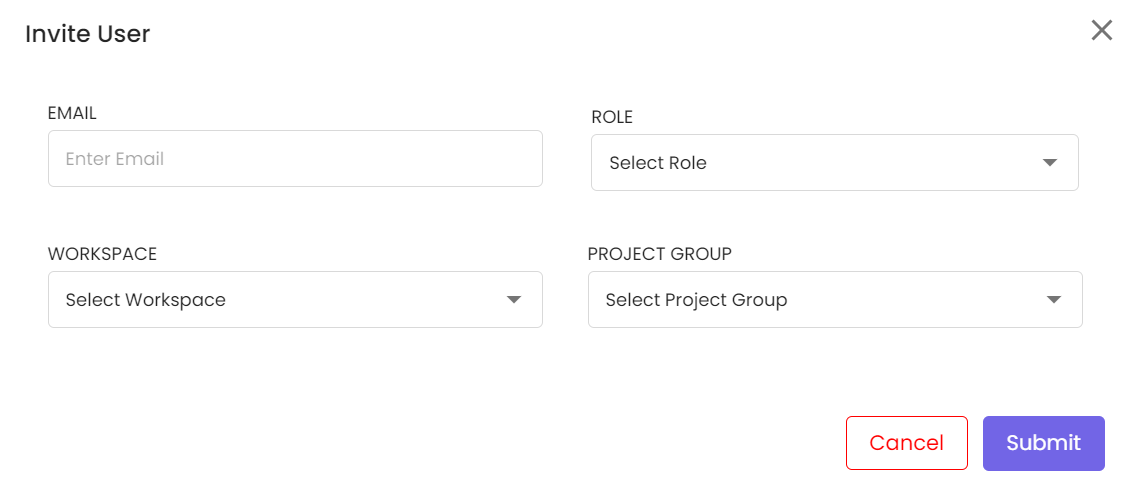 Invite User
EMAIL
Enter Email
ROLE
Select Role
WORKSPACE
Select Workspace
PROJECT GROUP
Select Project Group
Cancel
Submit